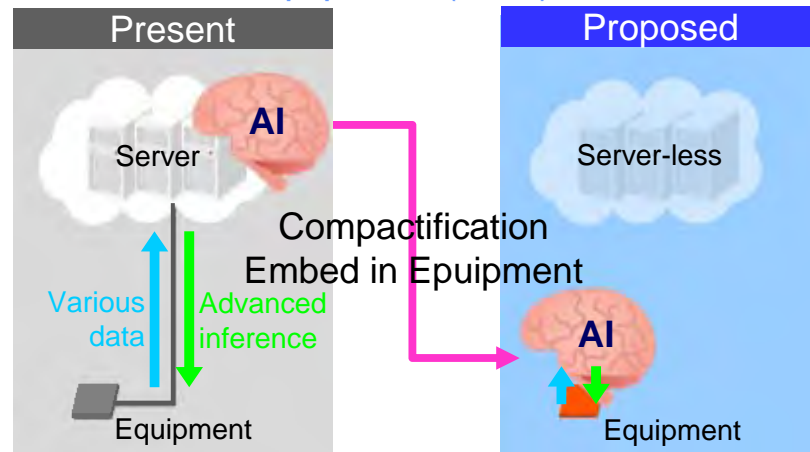 Present
AI
Server
Various
data
Advanced
inference
Equipment
Compactification
Embed in Epuipment
Proposed
Server-less
AI
Equipment